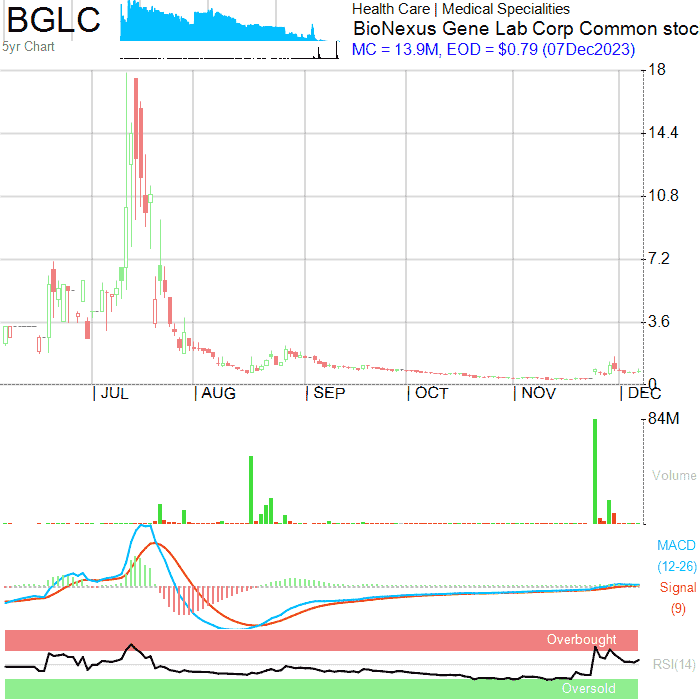 BGLC
5yr Chart
Health Care | Medical Specialities
BioNexus Gene Lab Corp Common stoc
MC = 13.9M, EOD = $0.79 (07Dec2023)
18
14.4
10.8
7.2
3.6
0
JUL
AUG
SEP
OCT
NOV
DEC
84M
Volume
MACD
(12-26)
Signal
(9)
Overbought
RSI(14)
Oversold